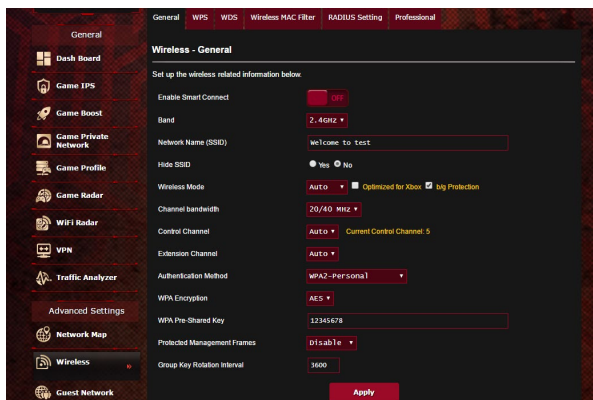 General WPS WDS Wireless MAC Filter RADIUS Setting Professional
General
Dash Board
Game IPS
Game Boost
Game Private
Network
Game Profile
Game Radar
WiFi Radar
VPN
Traffic Analyzer
Advanced Settings
Network Map
Wireless
Guest Network
Wireless - General
Set up the wireless related information below.
Enable Smart Connect OFF
Band 2.4GHz
Network Name (SSID) Welcome to test
Hide SSID Yes No
Wireless Mode Auto Optimized for Xbox b/g Protection
Channel bandwidth 20/40 MHz
Control Channel Auto Current Control Channel: 5
Extension Channel Auto
Authentication Method WPA2-Personal
WPA Encryption AES
WPA Pre-Shared Key 12345678
Protected Management Frames Disable
Group Key Rotation Interval 3600
Apply